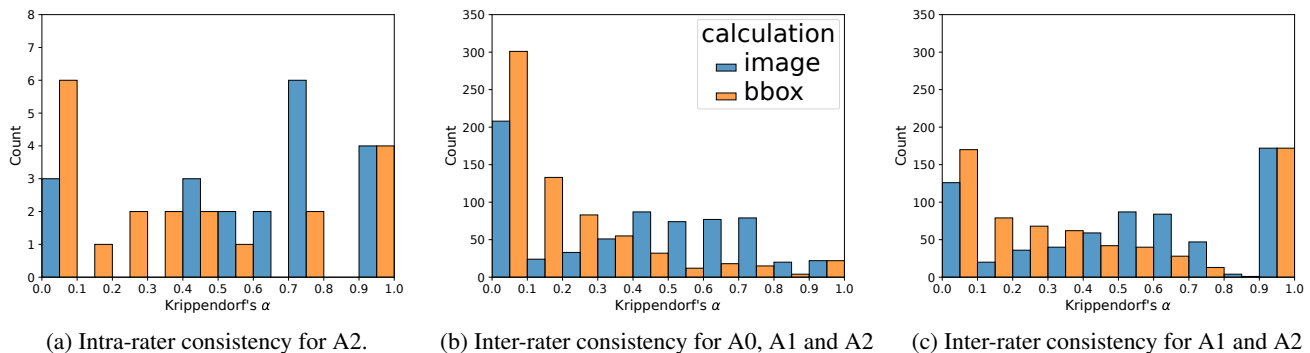 8
7
6
5
4
3
2
1
0
Count
0.0 0.1 0.2 0.3 0.4 0.5 0.6 0.7 0.8 0.9 1.0
Krippendorf's α
(a) Intra-rater consistency for A2.
350
300
250
200
150
100
50
0
Count
calculation
image
bbox
0.0 0.1 0.2 0.3 0.4 0.5 0.6 0.7 0.8 0.9 1.0
Krippendorf's α
(b) Inter-rater consistency for A0, A1 and A2
350
300
250
200
150
100
50
0
Count
0.0 0.1 0.2 0.3 0.4 0.5 0.6 0.7 0.8 0.9 1.0
Krippendorf's α
(c) Inter-rater consistency for A1 and A2